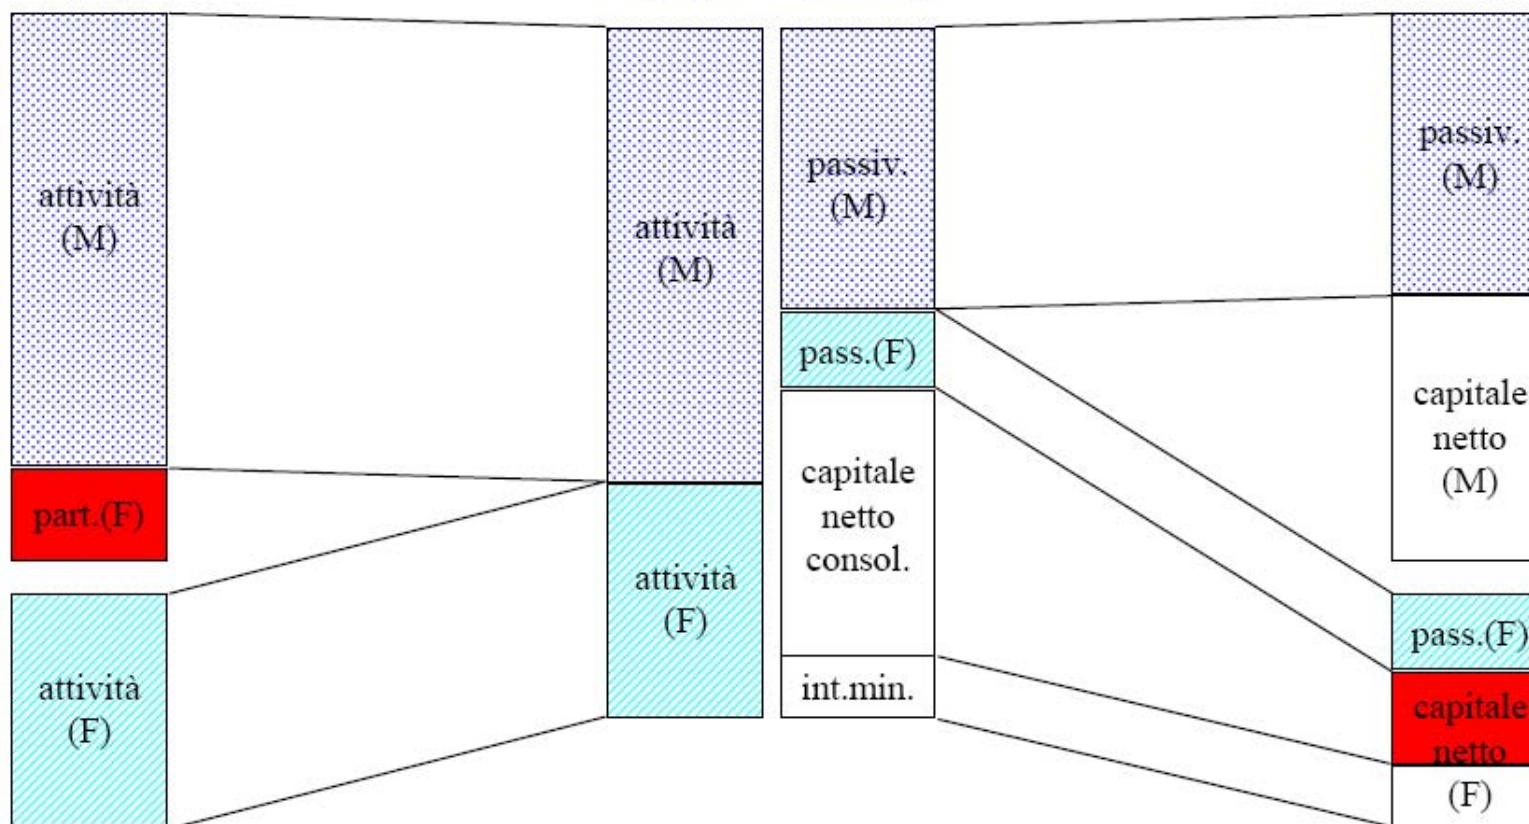 attività
(M)
part.(F)
attività
(F)
attività
(M)
attività
(F)
passiv.
(M)
pass.(F)
capitale
netto
consol.
int.min.
passiv.
(M)
capitale
netto
(M)
pass.(F)
capitale
netto
(F)